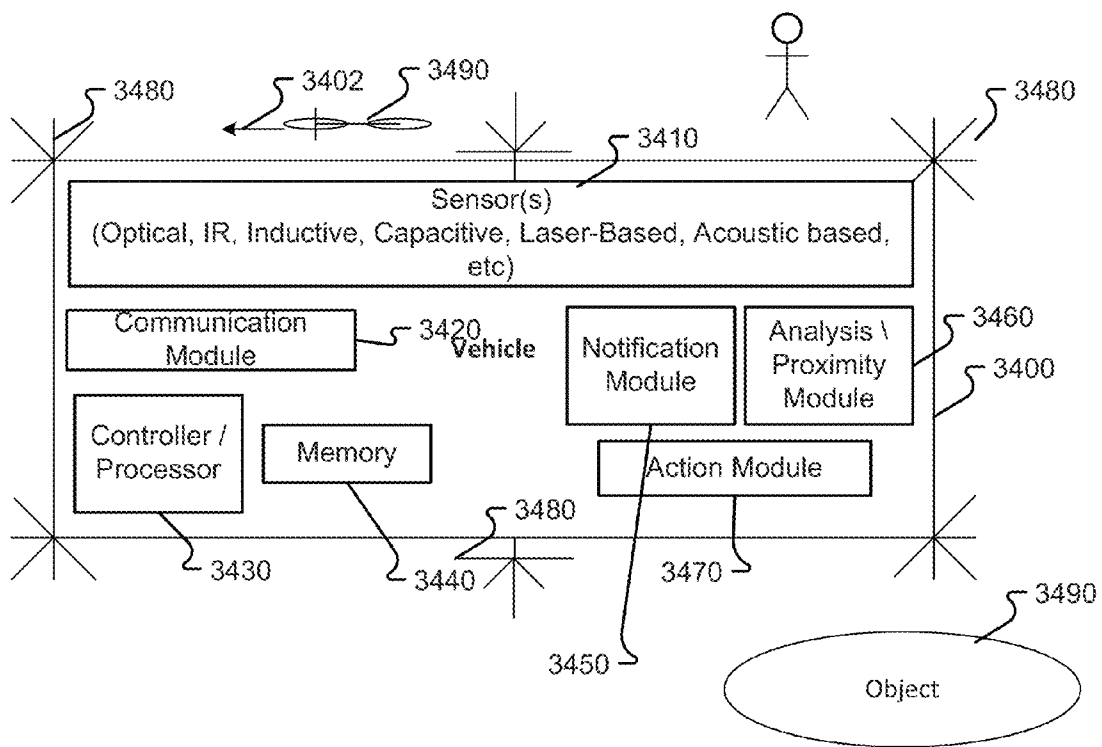 3480
3402
3490
3480
3410
Sensor(s)
(Optical, IR, Inductive, Capacitive, Laser-Based, Acoustic based,
etc)
Communication
Module
3420
Vehicle
Notification
Module
Analysis \
Proximity
Module
3460
3400
Controller /
Processor
Memory
Action Module
3480
3430
3440
3470
3450
3490
Object